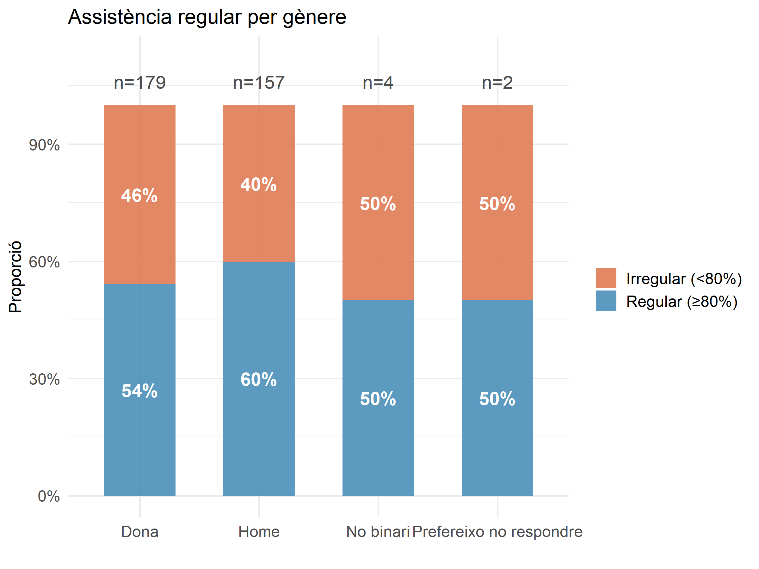 Assistència regular per gènere
n=179 n=157 n=4 n=2
90%
46% 40% 50% 50%
60%
Proporció
Irregular (<80%)
Regular (≥80%)
30%
54% 60% 50% 50%
0%
Dona Home No binari Prefereixo no respondre